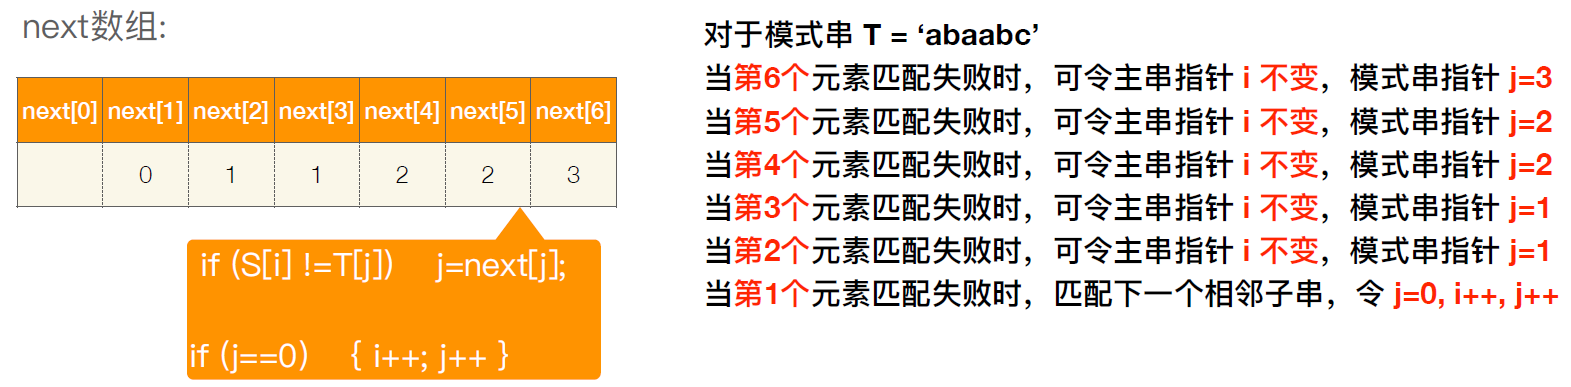 next数组:
next[0] next[1] next[2] next[3] next[4] next[5] next[6]
0 1 1 2 2 3
if (S[i] !=T[j]) j=next[j];
if (j==0) { i++; j++ }
对于模式串 T = ‘abaabc’
当第6个元素匹配失败时，可令主串指针 i 不变，模式串指针 j=3
当第5个元素匹配失败时，可令主串指针 i 不变，模式串指针 j=2
当第4个元素匹配失败时，可令主串指针 i 不变，模式串指针 j=2
当第3个元素匹配失败时，可令主串指针 i 不变，模式串指针 j=1
当第2个元素匹配失败时，可令主串指针 i 不变，模式串指针 j=1
当第1个元素匹配失败时，匹配下一个相邻子串，令 j=0, i++, j++